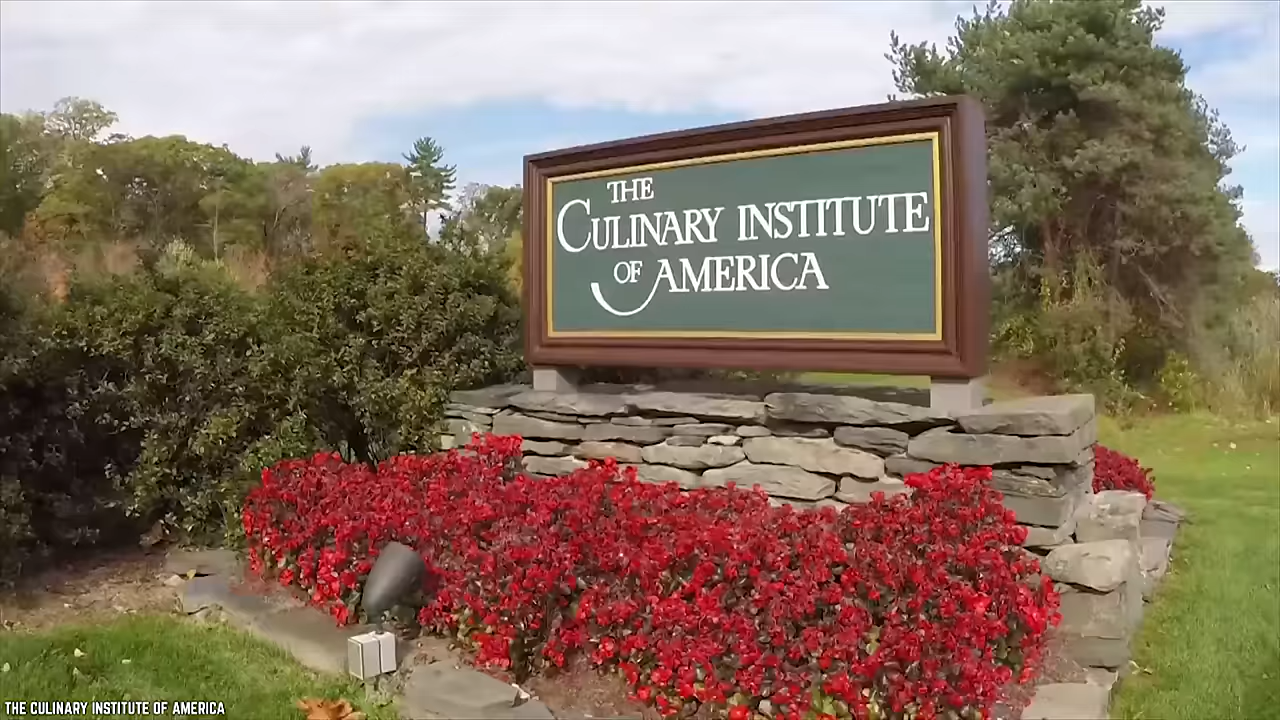 THE
CULINARY INSTITUTE
OF AMERICA
THE CULINARY INSTITUTE OF AMERICA